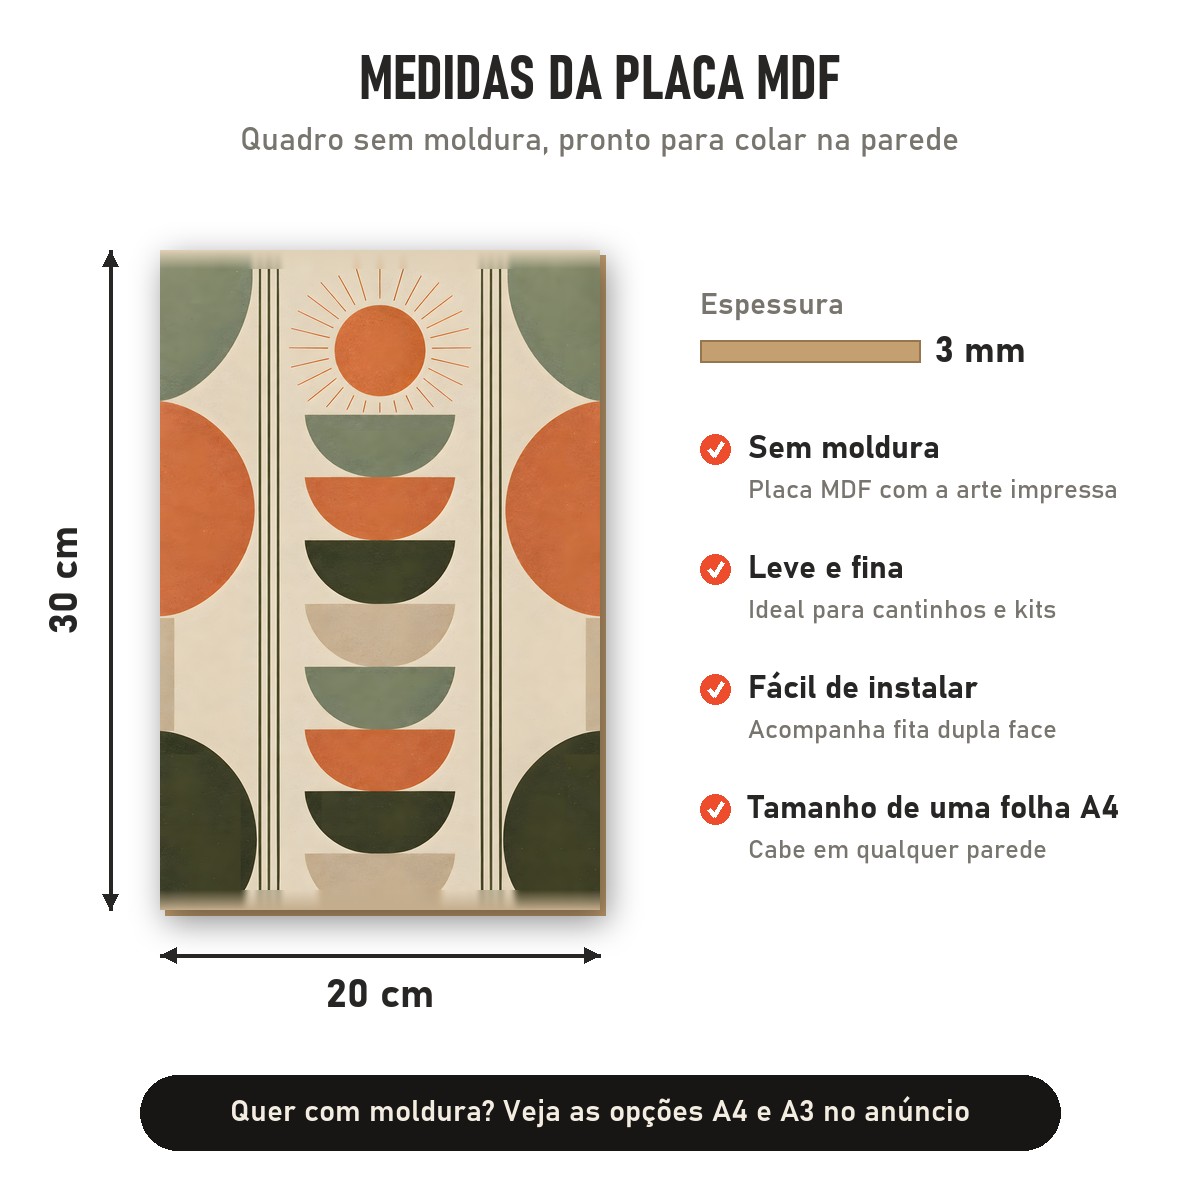 MEDIDAS DA PLACA MDF
Quadro sem moldura, pronto para colar na parede
30 cm
20 cm
Espessura
3 mm
Sem moldura
Placa MDF com a arte impressa
Leve e fina
Ideal para cantinhos e kits
Fácil de instalar
Acompanha fita dupla face
Tamanho de uma folha A4
Cabe em qualquer parede
Quer com moldura? Veja as opções A4 e A3 no anúncio